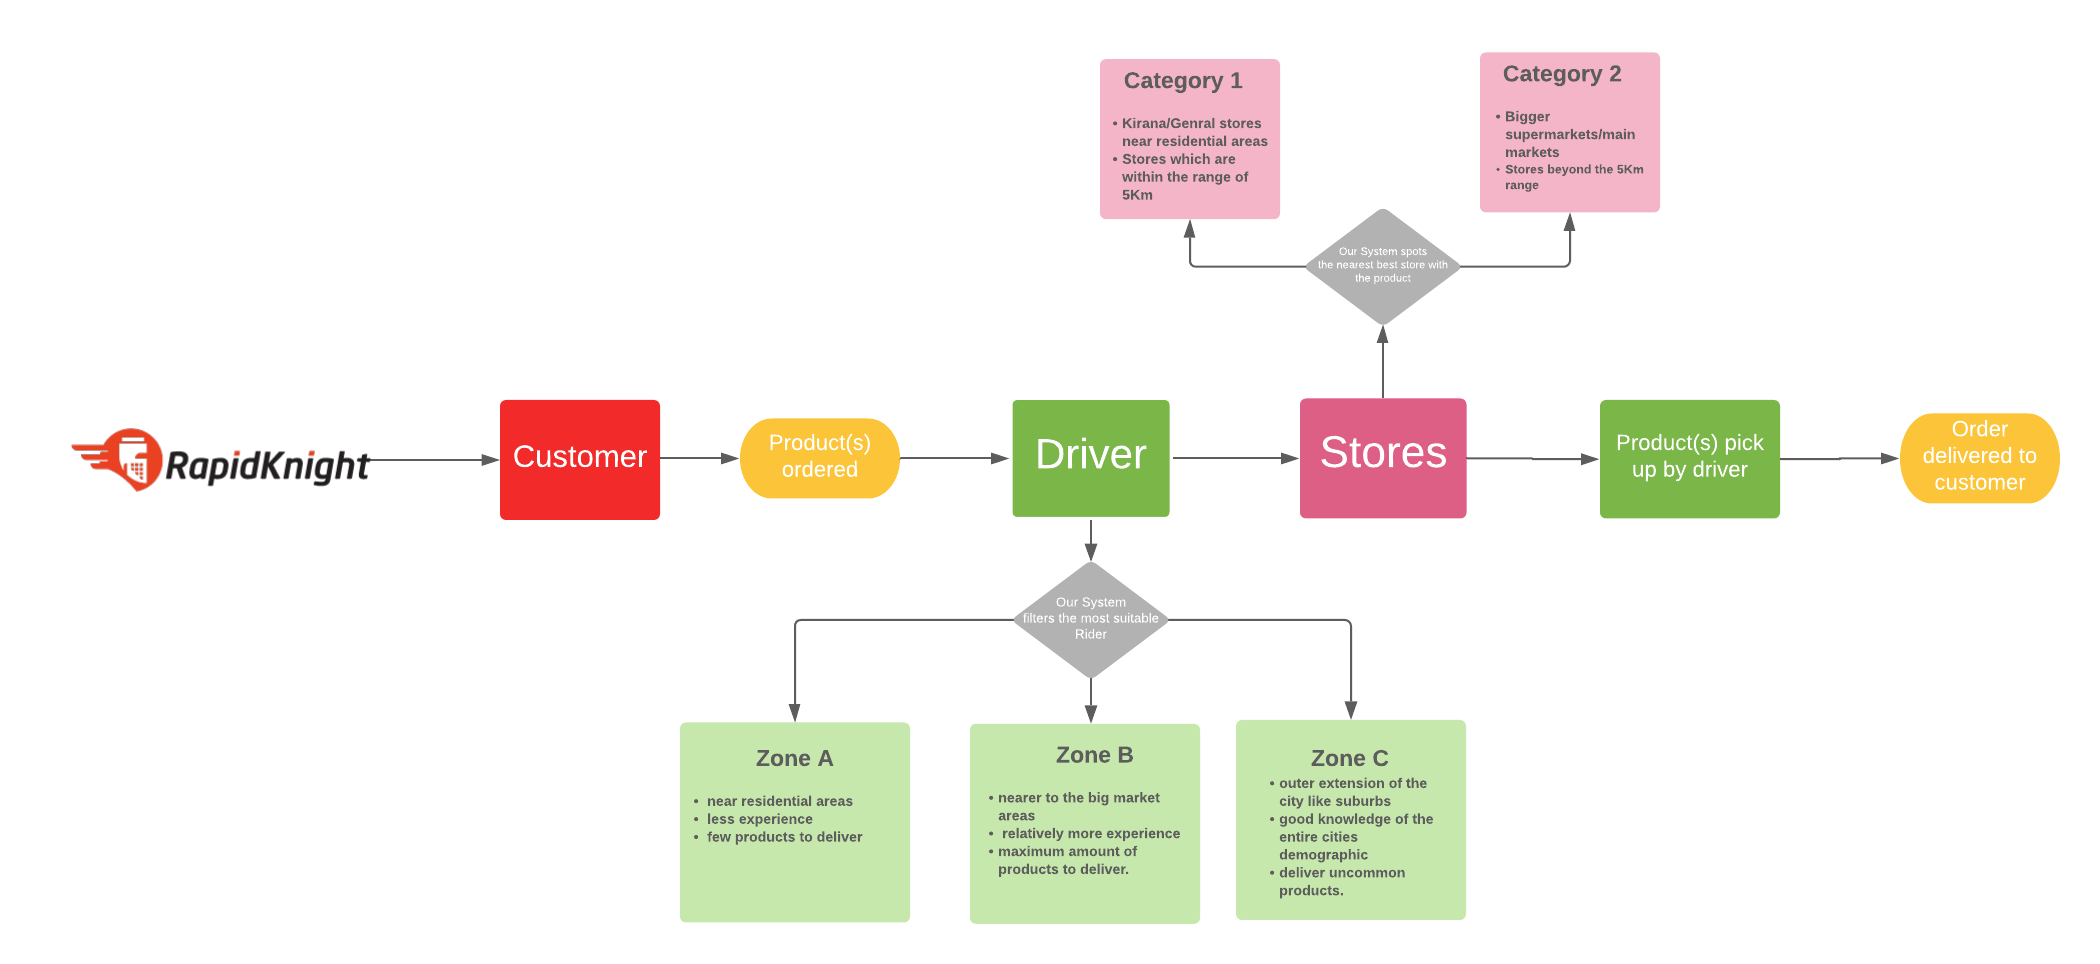 Category 1
• Kirana/Genral stores
near residential areas
• Stores which are
within the range of
5Km
Category 2
• Bigger
supermarkets/main
markets
• Stores beyond the 5Km
range
Our System spots
the nearest best store with
the product
RapidKnight
Customer
Product(s)
ordered
Driver
Stores
Product(s) pick
up by driver
Order
delivered to
customer
Our System
filters the most suitable
Rider
Zone A
• near residential areas
• less experience
• few products to deliver
Zone B
• nearer to the big market
areas
• relatively more experience
• maximum amount of
products to deliver.
Zone C
• outer extension of the
city like suburbs
• good knowledge of the
entire cities
demographic
• deliver uncommon
products.